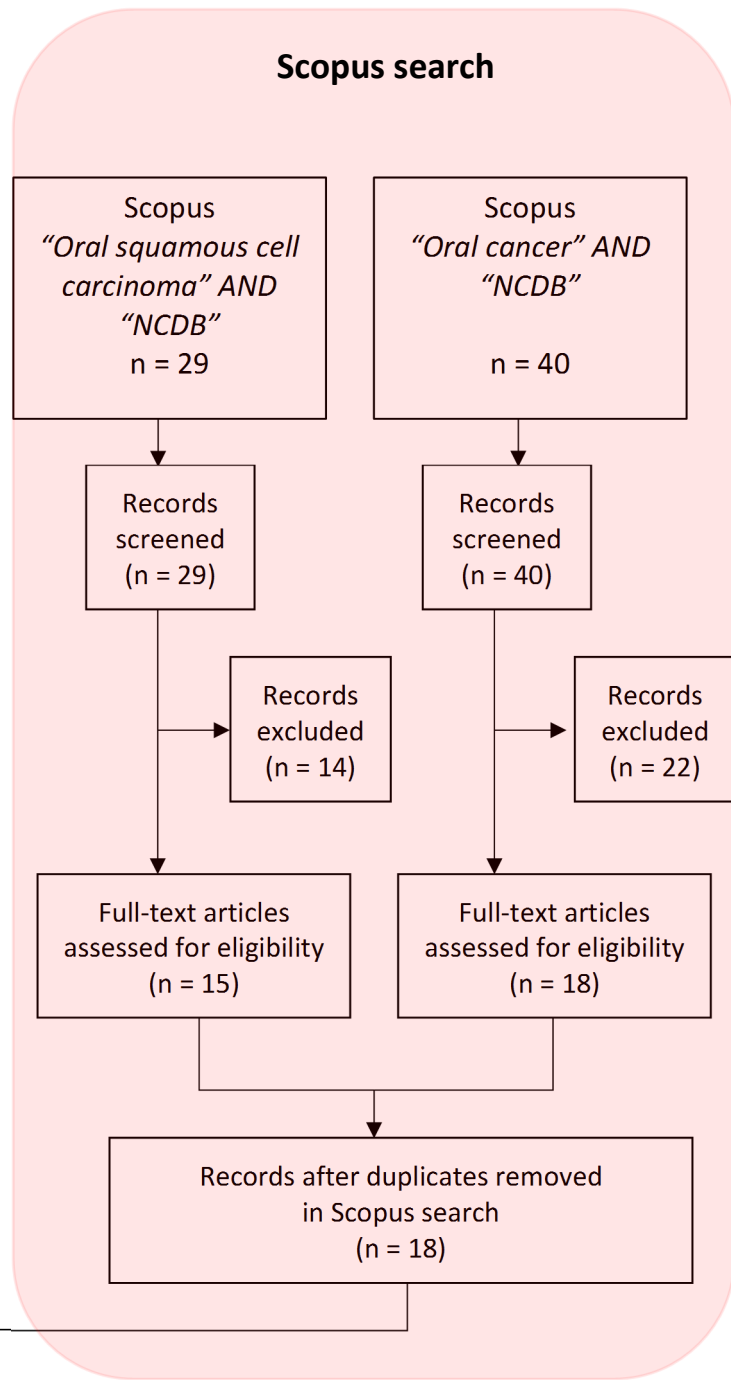 Scopus search
Scopus
“Oral squamous cell
carcinoma” AND
“NCDB”
n = 29
Scopus
“Oral cancer” AND
“NCDB”
n = 40
Records
screened
(n = 29)
Records
screened
(n = 40)
Records
excluded
(n = 14)
Records
excluded
(n = 22)
Full-text articles
assessed for eligibility
(n = 15)
Full-text articles
assessed for eligibility
(n = 18)
Records after duplicates removed
in Scopus search
(n = 18)